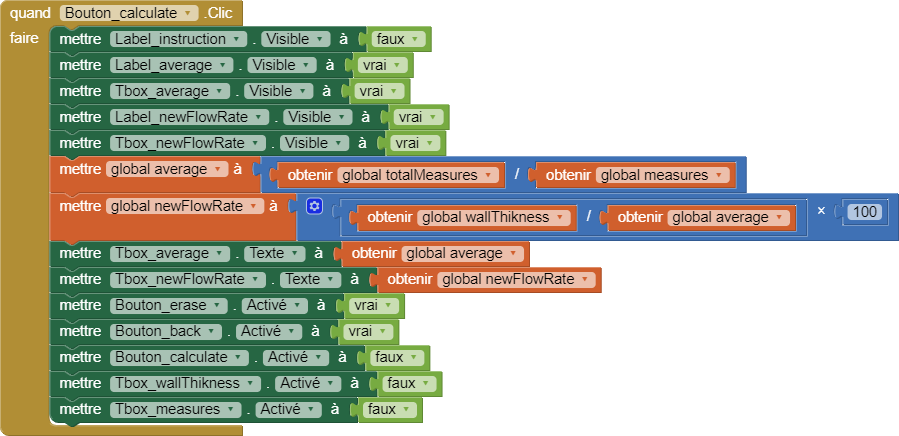 quand Bouton_calculate .Clic
faire mettre Label_instruction . Visible à faux
mettre Label_average . Visible à vrai
mettre Tbox_average . Visible à vrai
mettre Label_newFlowRate . Visible à vrai
mettre Tbox_newFlowRate . Visible à vrai
mettre global average à obtenir global totalMeasures / obtenir global measures
mettre global newFlowRate à obtenir global wallThikness / obtenir global average × 100
mettre Tbox_average . Texte à obtenir global average
mettre Tbox_newFlowRate . Texte à obtenir global newFlowRate
mettre Bouton_erase . Activé à vrai
mettre Bouton_back . Activé à vrai
mettre Bouton_calculate . Activé à faux
mettre Tbox_wallThikness . Activé à faux
mettre Tbox_measures . Activé à faux